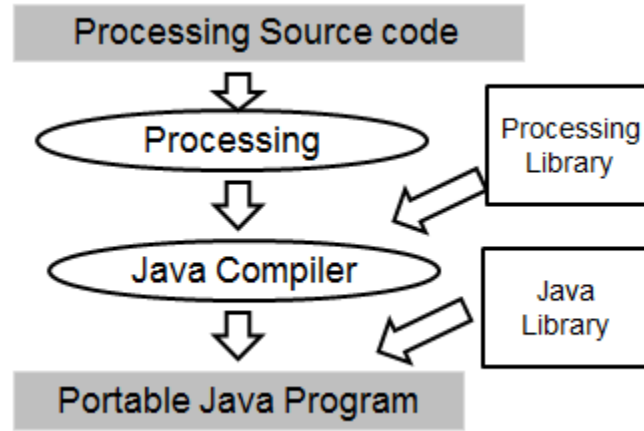 Processing Source code
Processing
Processing
Library
Java Compiler
Java
Library
Portable Java Program